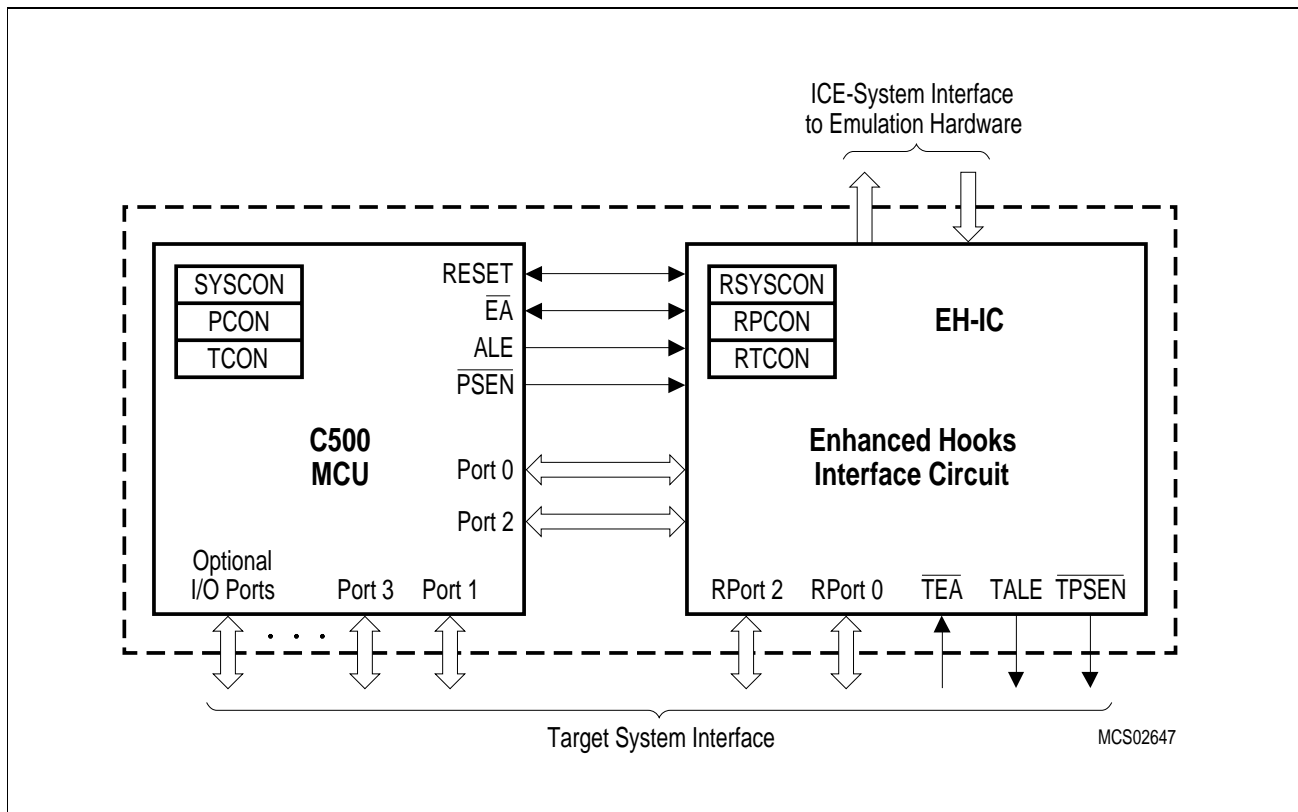 ICE-System Interface
to Emulation Hardware
SYSCON
PCON
TCON
RESET
EA
ALE
PSEN
C500
MCU
Port 0
Port 2
Optional
I/O Ports
Port 3
Port 1
. . .
RSYSCON
RPCON
RTCON
EH-IC
Enhanced Hooks
Interface Circuit
RPort 2
RPort 0
TEA
TALE
TPSEN
Target System Interface
MCS02647